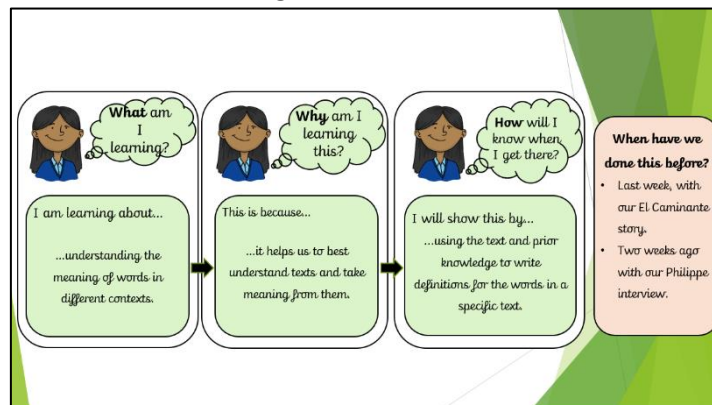 What am
I
learning?
I am learning about...
...understanding the
meaning of words in
different contexts.
Why am I
learning
this?
This is because...
...it helps us to best
understand texts and take
meaning from them.
How will I
know when
I get there?
I will show this by...
...using the text and prior
knowledge to write
definitions for the words in a
specific text.
When have we
done this before?
• Last week, with
our El Caminante
story.
• Two weeks ago
with our Philippe
interview.